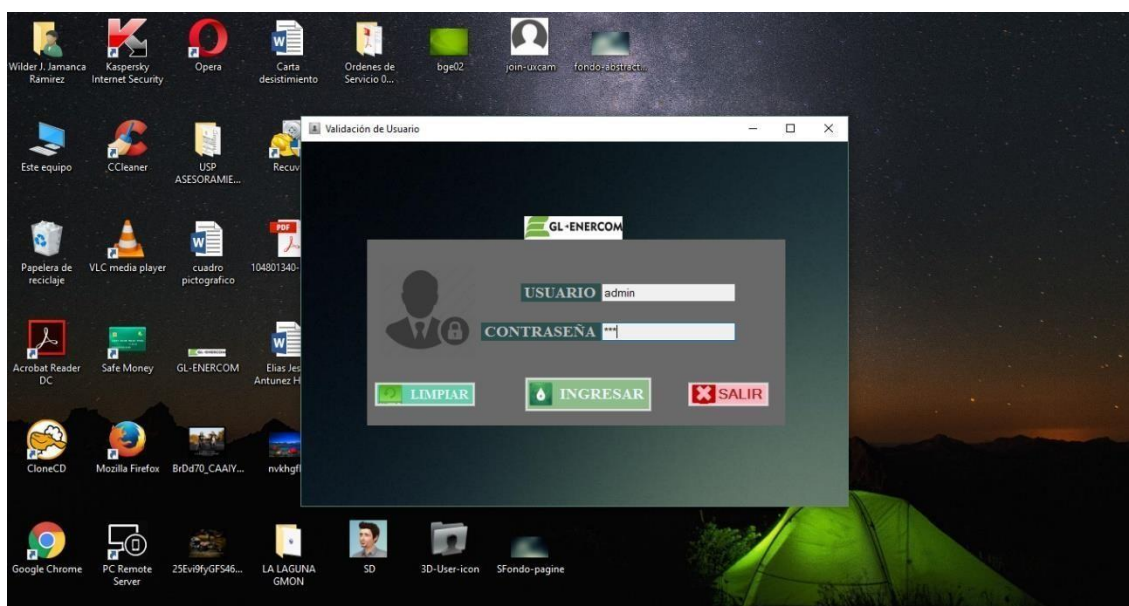 Wilder J. Jamanca
Ramirez
Kaspersky
Internet Security
Opera
Carta
desistimiento
Ordenes de
Servicio 0...
bge02
join-uxcam
fondo-abstract...
Validación de Usuario
Este equipo
CCleaner
USP
ASESORAMIE...
Recuv
GL-ENERCOM
Papelera de
reciclaje
VLC media player
cuadro
pictografico
PDF
104801340-
USUARIO admin
CONTRASEÑA ***
Acrobat Reader
DC
Safe Money
GL-ENERCOM
Elias Jes
Antunez H
LIMPIAR
INGRESAR
SALIR
CloneCD
Mozilla Firefox
BrDd70_CAAIY...
nvkhgfl
Google Chrome
PC Remote
Server
25Evi9fyGFS46...
LA LAGUNA
GMON
SD
3D-User-icon
SFondo-pagine